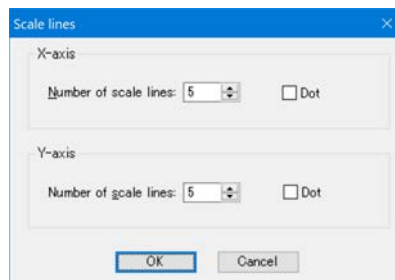 Scale lines
X-axis
Number of scale lines: 5 Dot
Y-axis
Number of scale lines: 5 Dot
OK Cancel